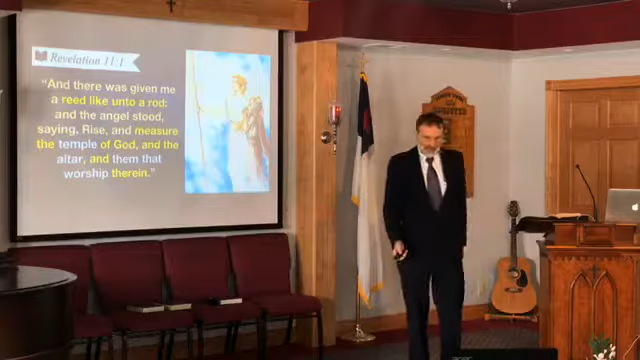 Revelation 11:1
"And there was given me
a reed like unto a rod:
and the angel stood,
saying, Rise, and measure
the temple of God, and the
altar, and them that
worship therein."